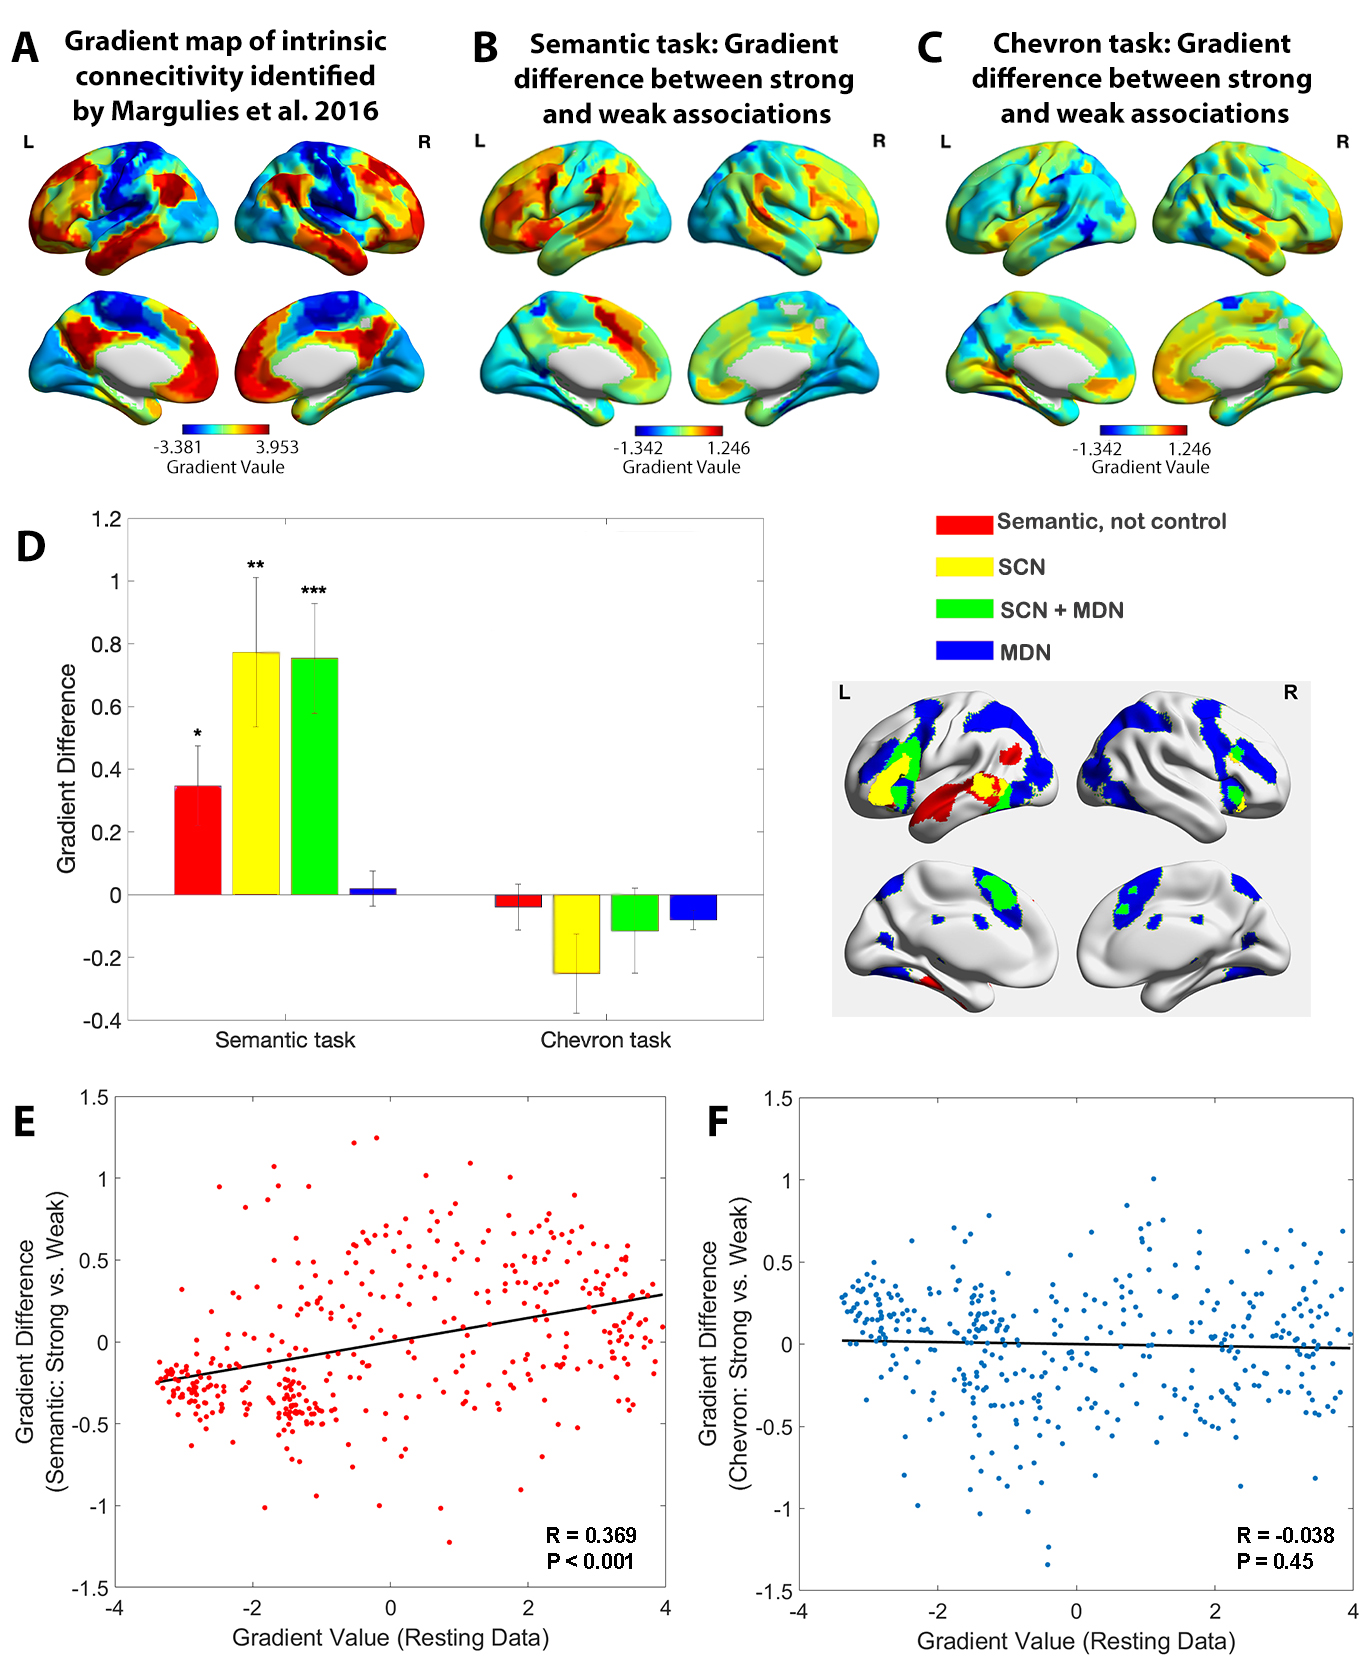 A
Gradient map of intrinsic
connecitivity identified
by Margulies et al. 2016
L
R
-3.381
3.953
Gradient Vaule
B
Semantic task: Gradient
difference between strong
and weak associations
L
R
-1.342
1.246
Gradient Vaule
C
Chevron task: Gradient
difference between strong
and weak associations
L
R
-1.342
1.246
Gradient Vaule
D
Gradient Difference
1.2
1
0.8
0.6
0.4
0.2
0
-0.2
-0.4
*
**
***
Semantic task
Chevron task
Semantic, not control
SCN
SCN + MDN
MDN
L
R
E
Gradient Difference
(Semantic: Strong vs. Weak)
1.5
1
0.5
0
-0.5
-1
-1.5
R = 0.369
P < 0.001
-4
-2
0
2
4
Gradient Value (Resting Data)
F
Gradient Difference
(Chevron: Strong vs. Weak)
1.5
1
0.5
0
-0.5
-1
-1.5
R = -0.038
P = 0.45
-4
-2
0
2
4
Gradient Value (Resting Data)